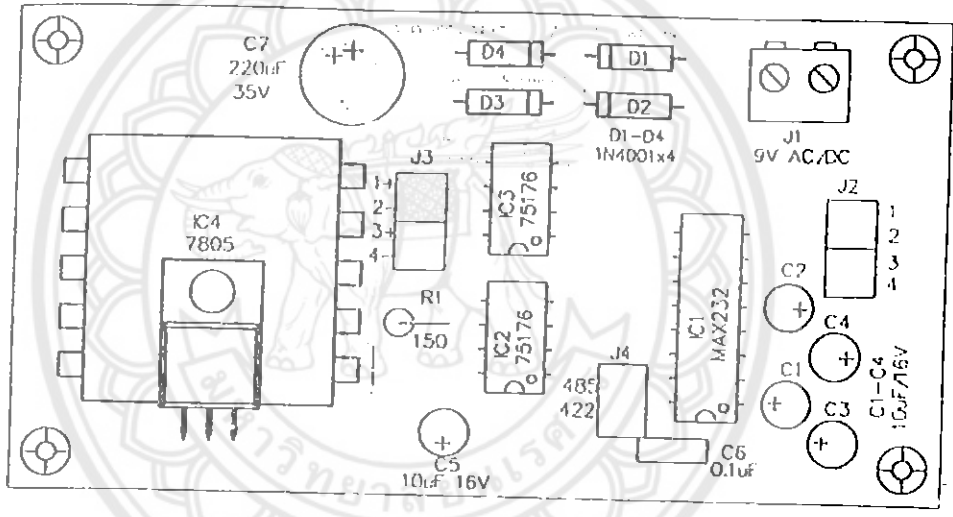 C7
220uF
35V
D4
D1
D3
D2
D1-D4
1N4001x4
J1
9V AC/DC
J3
1+
2-
3+
4-
IC3
75176
J2
1
2
3
4
IC4
7805
R1
150
IC2
75176
IC1
MAX232
C2
C4
C1
C3
C1-C4
10uF/16V
J4
485
422
C5
10uF 16V
C6
0.1uF